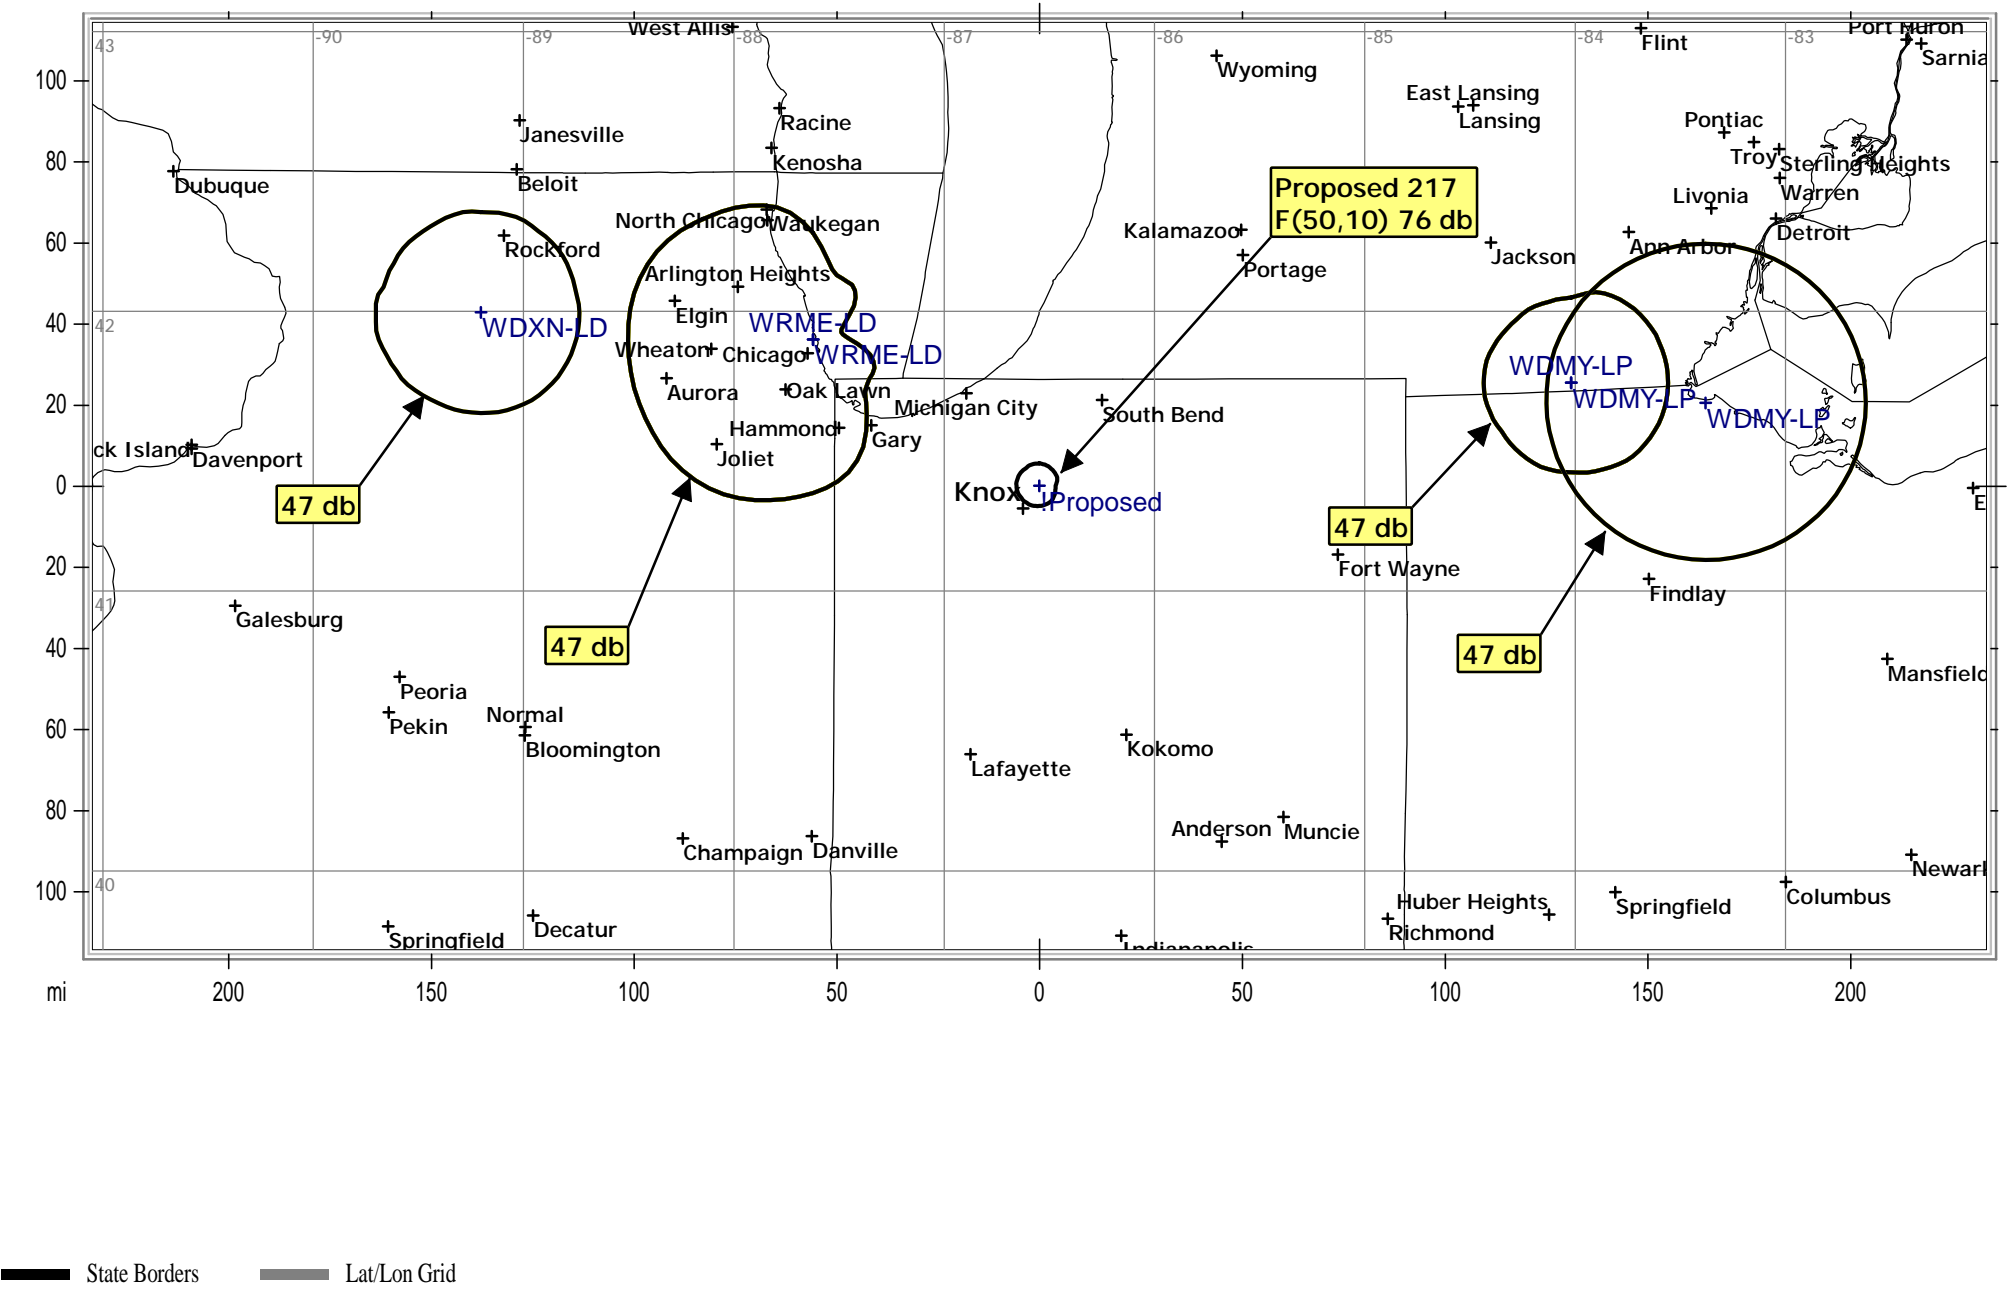 West Allis
Port Huron
43
-90
-89
-88
-87
-86
-85
-84
-83
Flint
Sarnia
Wyoming
100
East Lansing
Lansing
Racine
Janesville
Pontiac
Troy
Sterling Heights
80
Kenosha
Dubuque
Beloit
Warren
Livonia
Proposed 217
F(50,10) 76 db
North Chicago
Waukegan
Kalamazoo
Detroit
60
Rockford
Ann Arbor
Jackson
Arlington Heights
Portage
Elgin
42
40
WDXN-LD
WRME-LD
Wheaton
Chicago
WRME-LD
WDMY-LP
Aurora
Oak Lawn
WDMY-LP
20
Michigan City
South Bend
WDMY-LP
Hammond
Gary
ck Island
Davenport
Joliet
0
Knox
!Proposed
47 db
47 db
E
20
Fort Wayne
Findlay
41
Galesburg
40
47 db
47 db
Mansfield
Peoria
Pekin
Normal
60
Bloomington
Kokomo
Lafayette
80
Anderson
Muncie
Champaign
Danville
Newark
40
100
Huber Heights
Springfield
Columbus
Springfield
Decatur
Richmond
Indianapolis
mi
200
150
100
50
0
50
100
150
200
State Borders
Lat/Lon Grid